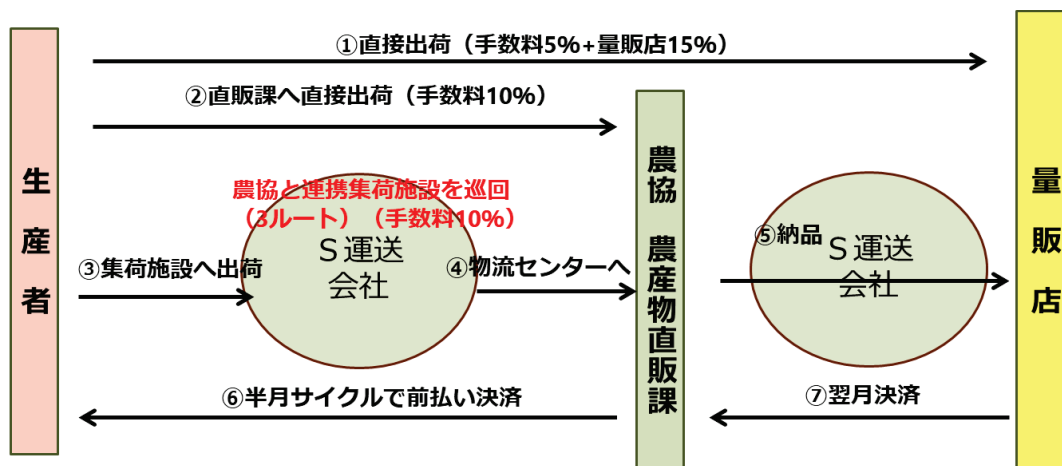 ①直接出荷（手数料5%+量販店15%）
②直販課へ直接出荷（手数料10%）
生産者
農協と連携集荷施設を巡回
（3ルート）（手数料10%）
Ｓ運送
会社
③集荷施設へ出荷
④物流センターへ
農協 農産物直販課
⑤納品
Ｓ運送
会社
量販店
⑥半月サイクルで前払い決済
⑦翌月決済